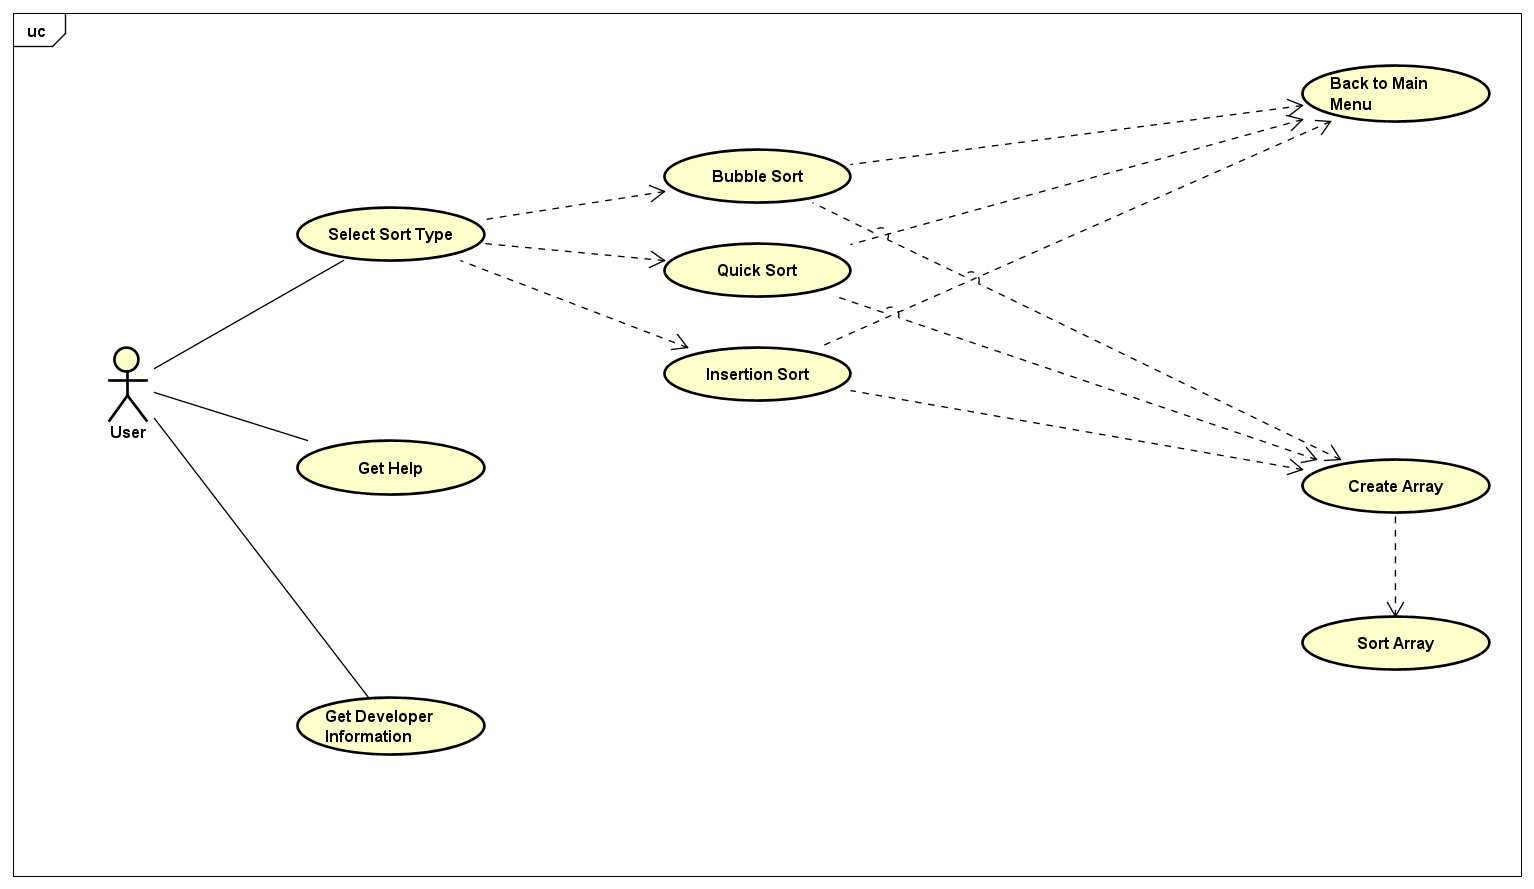 uc
Back to Main
Menu
Bubble Sort
Select Sort Type
Quick Sort
Insertion Sort
User
Get Help
Create Array
Sort Array
Get Developer
Information